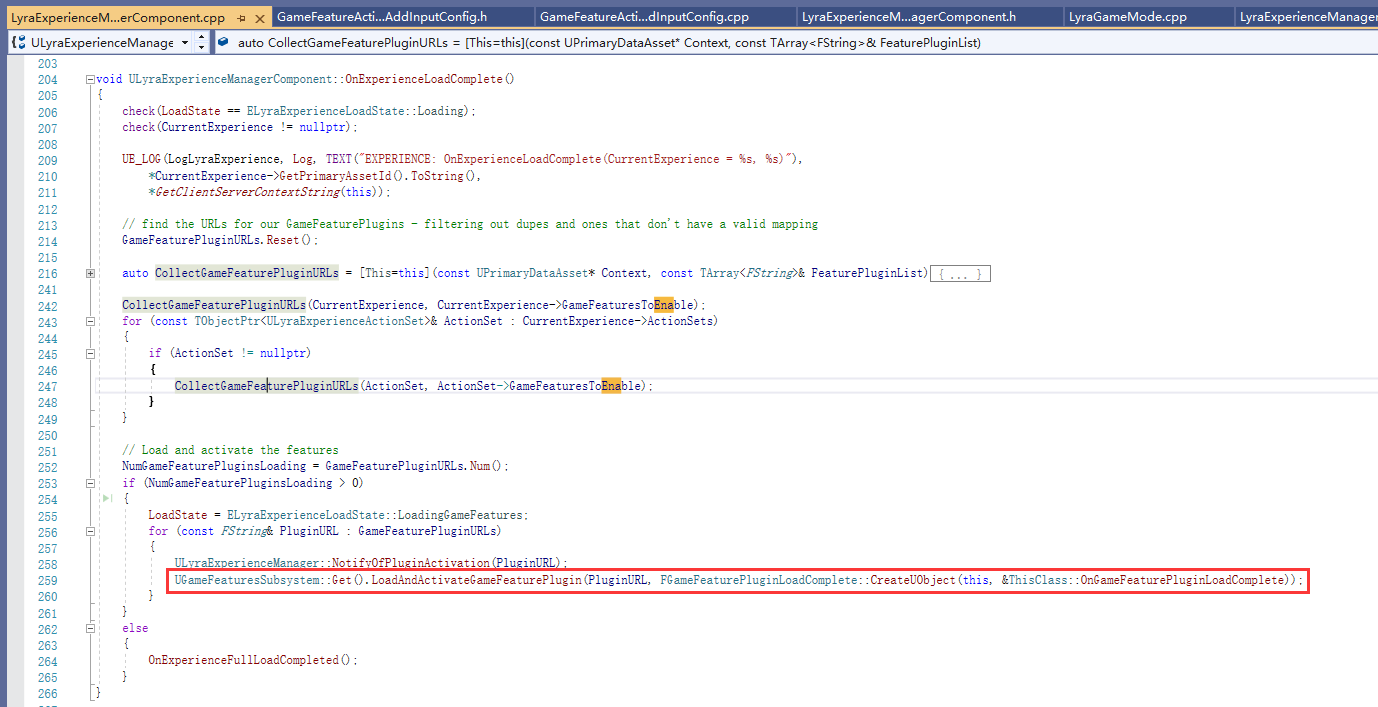 LyraExperienceM...erComponent.cpp
GameFeatureActi...AddInputConfig.h
GameFeatureActi...dInputConfig.cpp
LyraExperienceM...agerComponent.h
LyraGameMode.cpp
LyraExperienceManager
ULyraExperienceManage
auto CollectGameFeaturePluginURLs = [This=this](const UPrimaryDataAsset* Context, const TArray<FString>& FeaturePluginList)
203
204 void ULyraExperienceManagerComponent::OnExperienceLoadComplete()
205 {
206 check(LoadState == ELyraExperienceLoadState::Loading);
207 check(CurrentExperience != nullptr);
208
209 UE_LOG(LogLyraExperience, Log, TEXT("EXPERIENCE: OnExperienceLoadComplete(CurrentExperience = %s, %s)"),
210 *CurrentExperience->GetPrimaryAssetId().ToString(),
211 *GetClientServerContextString(this));
212
213 // find the URLs for our GameFeaturePlugins - filtering out dupes and ones that don't have a valid mapping
214 GameFeaturePluginURLs.Reset();
215
216 auto CollectGameFeaturePluginURLs = [This=this](const UPrimaryDataAsset* Context, const TArray<FString>& FeaturePluginList){ ... }
241
242 CollectGameFeaturePluginURLs(CurrentExperience, CurrentExperience->GameFeaturesToEnable);
243 for (const TObjectPtr<ULyraExperienceActionSet>& ActionSet : CurrentExperience->ActionSets)
244 {
245 if (ActionSet != nullptr)
246 {
247 CollectGameFeaturePluginURLs(ActionSet, ActionSet->GameFeaturesToEnable);
248 }
249 }
250
251 // Load and activate the features
252 NumGameFeaturePluginsLoading = GameFeaturePluginURLs.Num();
253 if (NumGameFeaturePluginsLoading > 0)
254 {
255 LoadState = ELyraExperienceLoadState::LoadingGameFeatures;
256 for (const FString& PluginURL : GameFeaturePluginURLs)
257 {
258 ULyraExperienceManager::NotifyOfPluginActivation(PluginURL);
259 UGameFeaturesSubsystem::Get().LoadAndActivateGameFeaturePlugin(PluginURL, FGameFeaturePluginLoadComplete::CreateUObject(this, &ThisClass::OnGameFeaturePluginLoadComplete));
260 }
261 }
262 else
263 {
264 OnExperienceFullLoadCompleted();
265 }
266 }